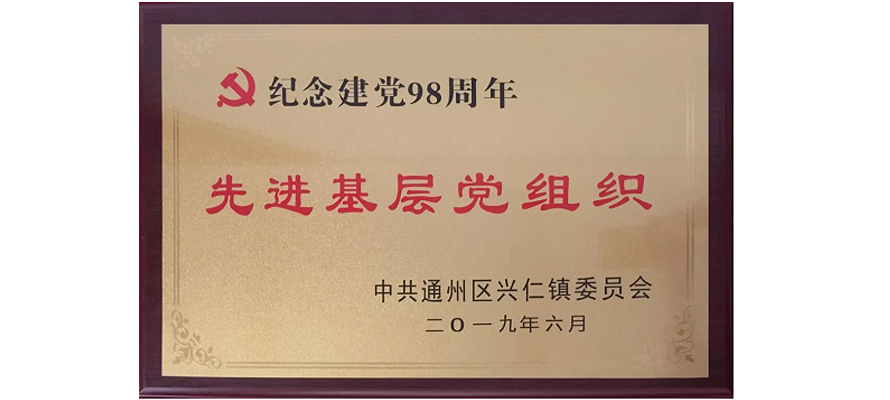 纪念建党98周年
先进基层党组织
中共通州区兴仁镇委员会
二〇一九年六月